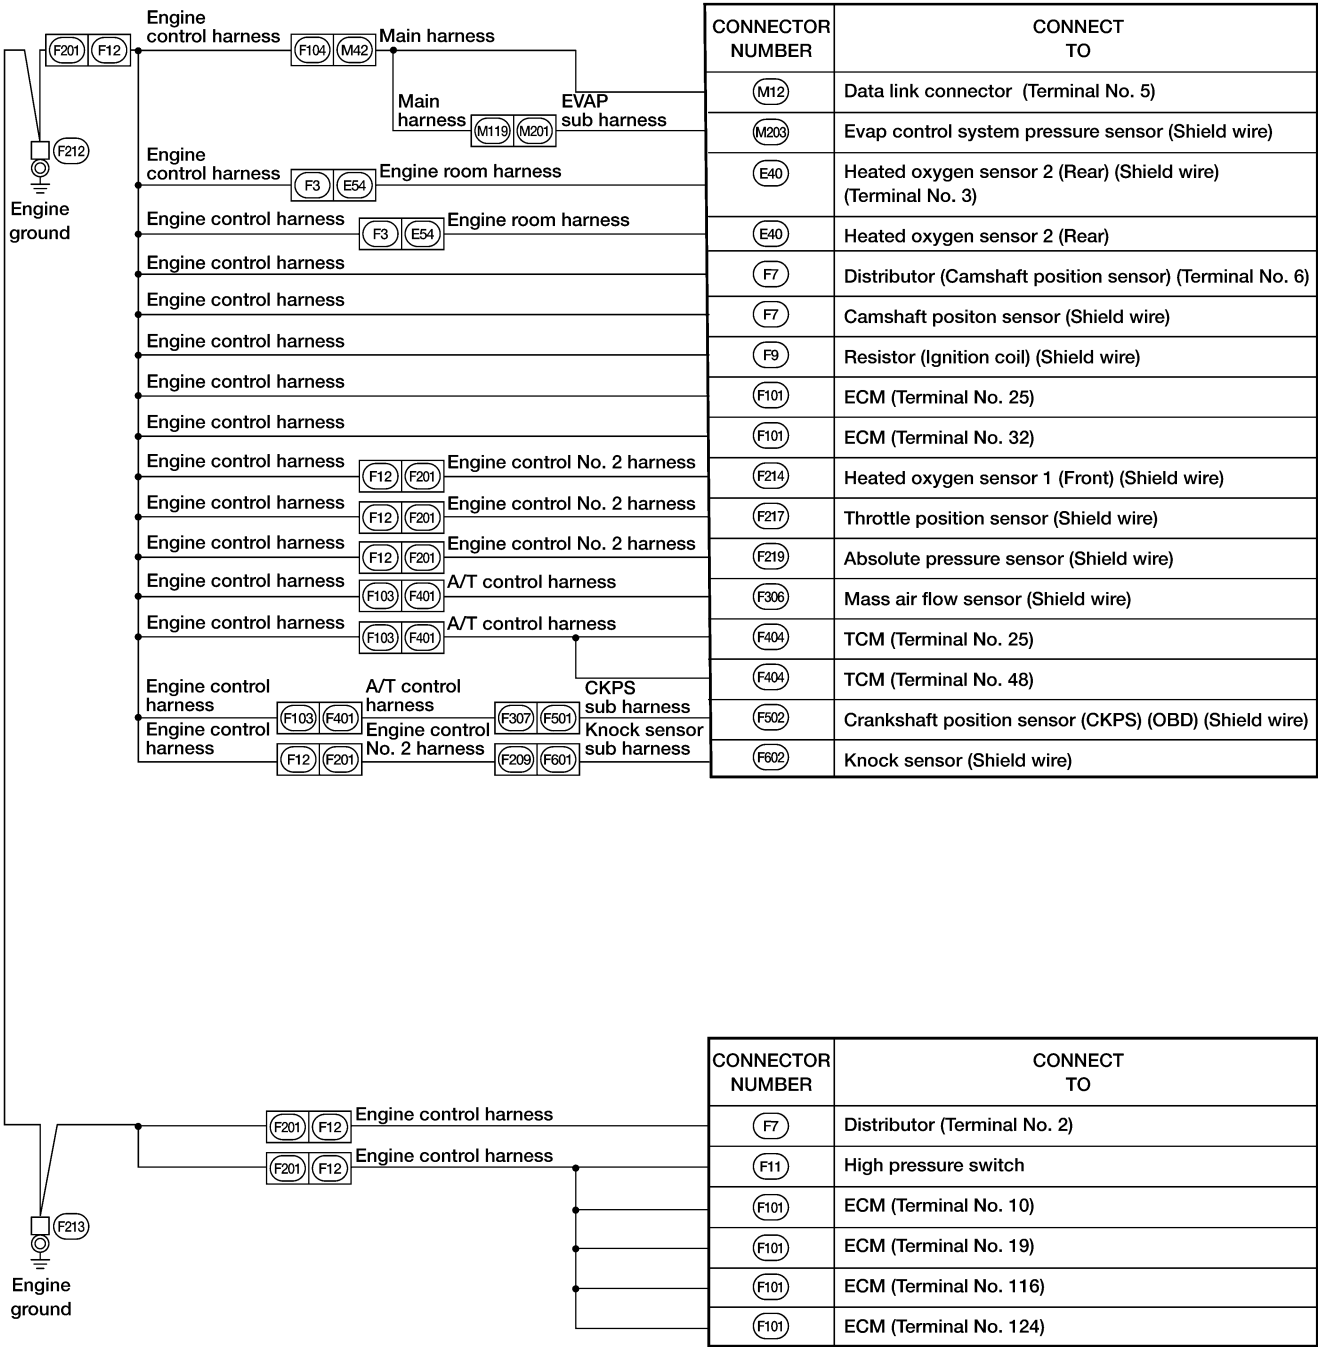 Engine
control harness
F201 F12
F104 M42
Main harness
Main
harness
M119 M201
EVAP
sub harness
F212
Engine
ground
Engine
control harness
F3 E54
Engine room harness
Engine control harness
F3 E54
Engine room harness
Engine control harness
Engine control harness
Engine control harness
Engine control harness
Engine control harness
Engine control harness
F12 F201
Engine control No. 2 harness
Engine control harness
F12 F201
Engine control No. 2 harness
Engine control harness
F12 F201
Engine control No. 2 harness
Engine control harness
F103 F401
A/T control harness
Engine control harness
F103 F401
A/T control harness
Engine control
harness
F103 F401
A/T control
harness
F307 F501
CKPS
sub harness
Engine control
harness
F12 F201
Engine control
No. 2 harness
F209 F601
Knock sensor
sub harness
CONNECTOR
NUMBER
CONNECT
TO
M12 Data link connector (Terminal No. 5)
M203 Evap control system pressure sensor (Shield wire)
E40 Heated oxygen sensor 2 (Rear) (Shield wire)
(Terminal No. 3)
E40 Heated oxygen sensor 2 (Rear)
F7 Distributor (Camshaft position sensor) (Terminal No. 6)
F7 Camshaft positon sensor (Shield wire)
F9 Resistor (Ignition coil) (Shield wire)
F101 ECM (Terminal No. 25)
F101 ECM (Terminal No. 32)
F214 Heated oxygen sensor 1 (Front) (Shield wire)
F217 Throttle position sensor (Shield wire)
F219 Absolute pressure sensor (Shield wire)
F306 Mass air flow sensor (Shield wire)
F404 TCM (Terminal No. 25)
F404 TCM (Terminal No. 48)
F502 Crankshaft position sensor (CKPS) (OBD) (Shield wire)
F602 Knock sensor (Shield wire)
F201 F12
Engine control harness
F201 F12
Engine control harness
F213
Engine
ground
CONNECTOR
NUMBER
CONNECT
TO
F7 Distributor (Terminal No. 2)
F11 High pressure switch
F101 ECM (Terminal No. 10)
F101 ECM (Terminal No. 19)
F101 ECM (Terminal No. 116)
F101 ECM (Terminal No. 124)